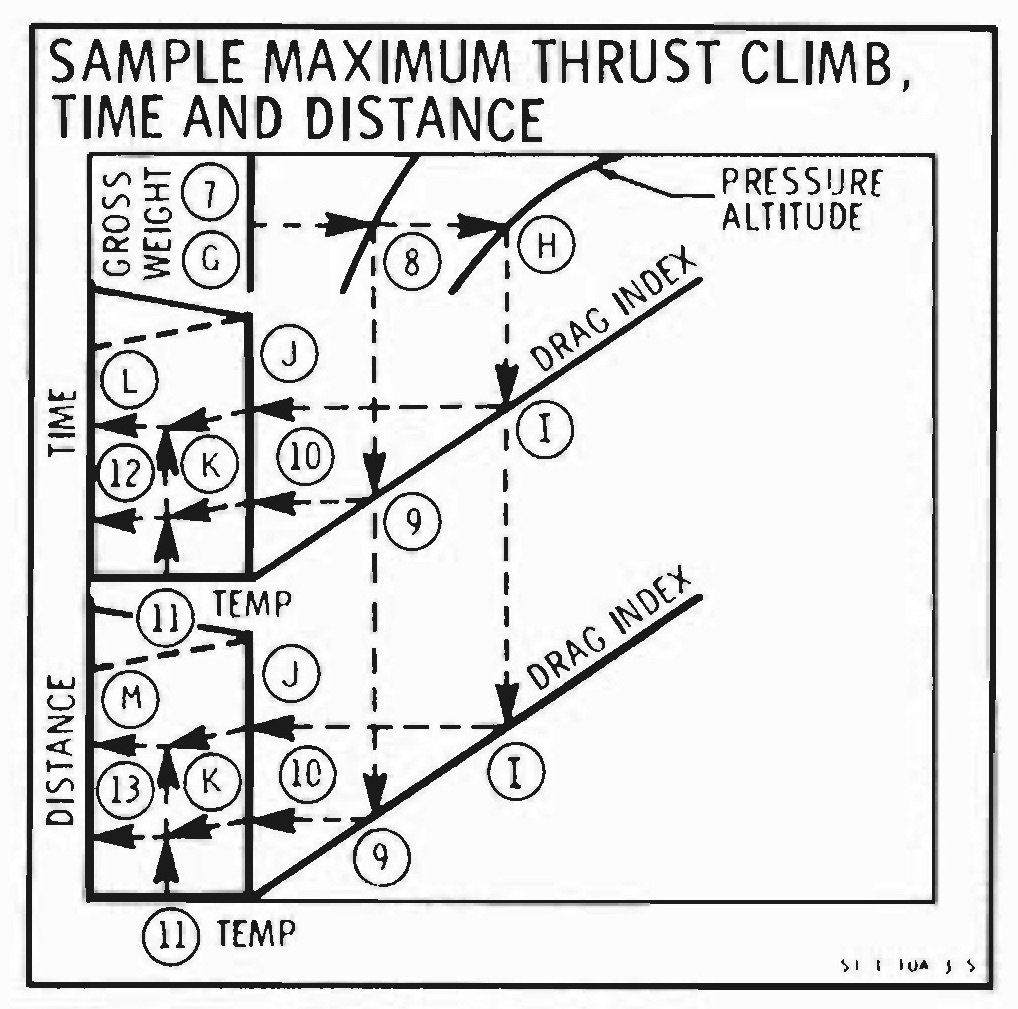 SAMPLE MAXIMUM THRUST CLIMB,
TIME AND DISTANCE
GROSS
WEIGHT
7
G
8
H
PRESSURE
ALTITUDE
DRAG INDEX
TIME
L
J
12
K
10
I
9
11
TEMP
DRAG INDEX
DISTANCE
M
J
13
K
10
I
9
11
TEMP